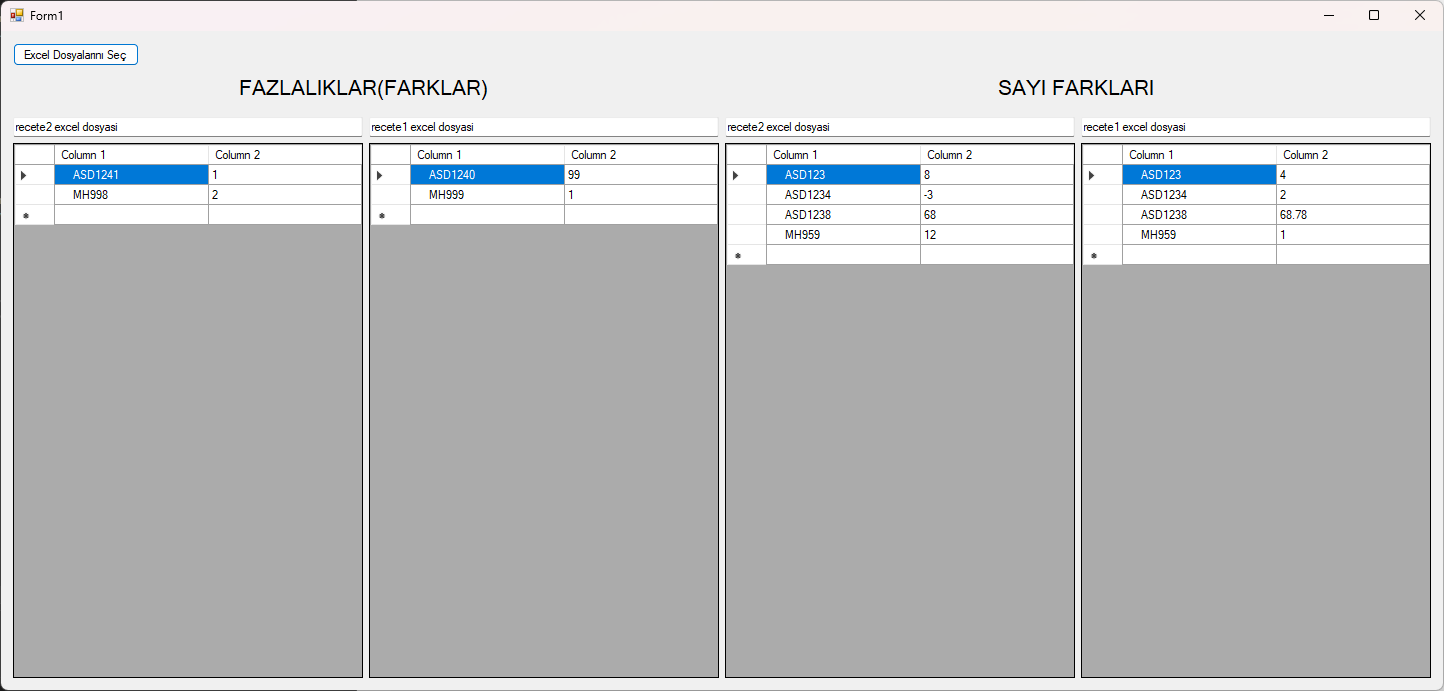 Form1
Excel Dosyalarını Seç
FAZLALIKLAR(FARKLAR)
SAYI FARKLARI
recete2 excel dosyasi
recete1 excel dosyasi
recete2 excel dosyasi
recete1 excel dosyasi
Column 1 Column 2
ASD1241 1
MH998 2
Column 1 Column 2
ASD1240 99
MH999 1
Column 1 Column 2
ASD123 8
ASD1234 -3
ASD1238 68
MH959 12
Column 1 Column 2
ASD123 4
ASD1234 2
ASD1238 68.78
MH959 1